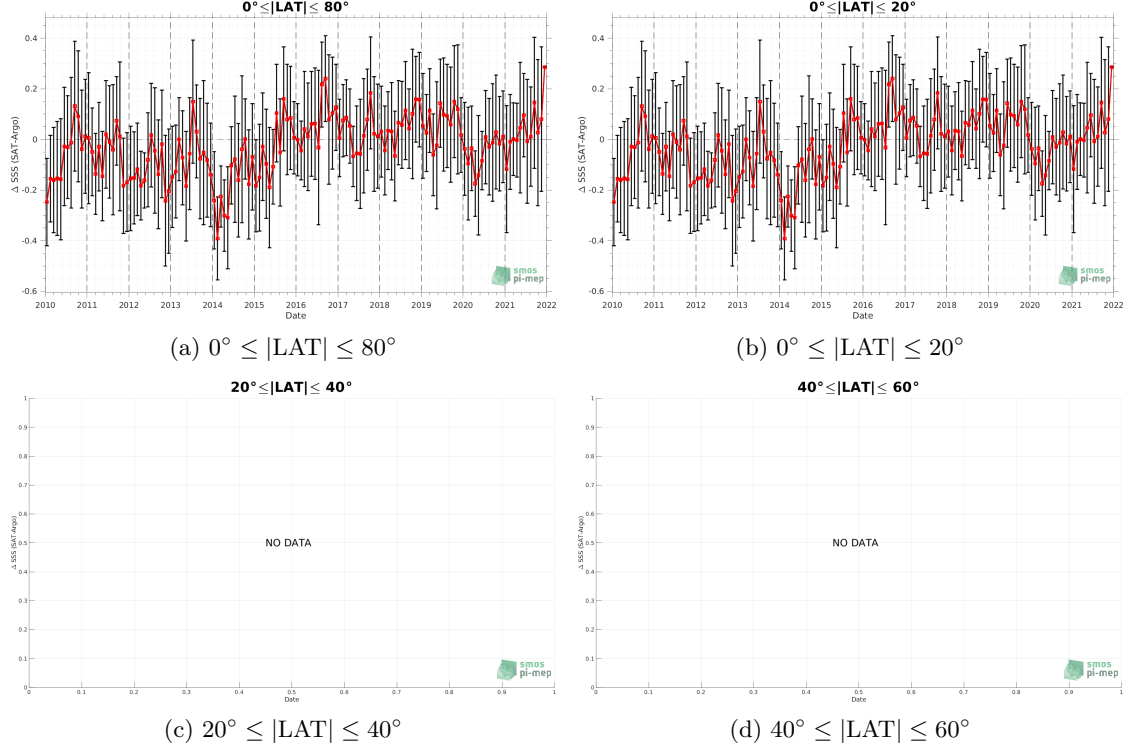 0°≤|LAT|≤ 80°
Δ SSS (SAT-Argo)
0.4
0.2
0
-0.2
-0.4
-0.6
2010 2011 2012 2013 2014 2015 2016 2017 2018 2019 2020 2021 2022
Date
smos
pi-mep
(a) 0° ≤ |LAT| ≤ 80°
0°≤|LAT|≤ 20°
Δ SSS (SAT-Argo)
0.4
0.2
0
-0.2
-0.4
-0.6
2010 2011 2012 2013 2014 2015 2016 2017 2018 2019 2020 2021 2022
Date
smos
pi-mep
(b) 0° ≤ |LAT| ≤ 20°
20°≤|LAT|≤ 40°
Δ SSS (SAT-Argo)
1
0.9
0.8
0.7
0.6
0.5
0.4
0.3
0.2
0.1
0
NO DATA
0 0.1 0.2 0.3 0.4 0.5 0.6 0.7 0.8 0.9 1
Date
smos
pi-mep
(c) 20° ≤ |LAT| ≤ 40°
40°≤|LAT|≤ 60°
Δ SSS (SAT-Argo)
1
0.9
0.8
0.7
0.6
0.5
0.4
0.3
0.2
0.1
0
NO DATA
0 0.1 0.2 0.3 0.4 0.5 0.6 0.7 0.8 0.9 1
Date
smos
pi-mep
(d) 40° ≤ |LAT| ≤ 60°